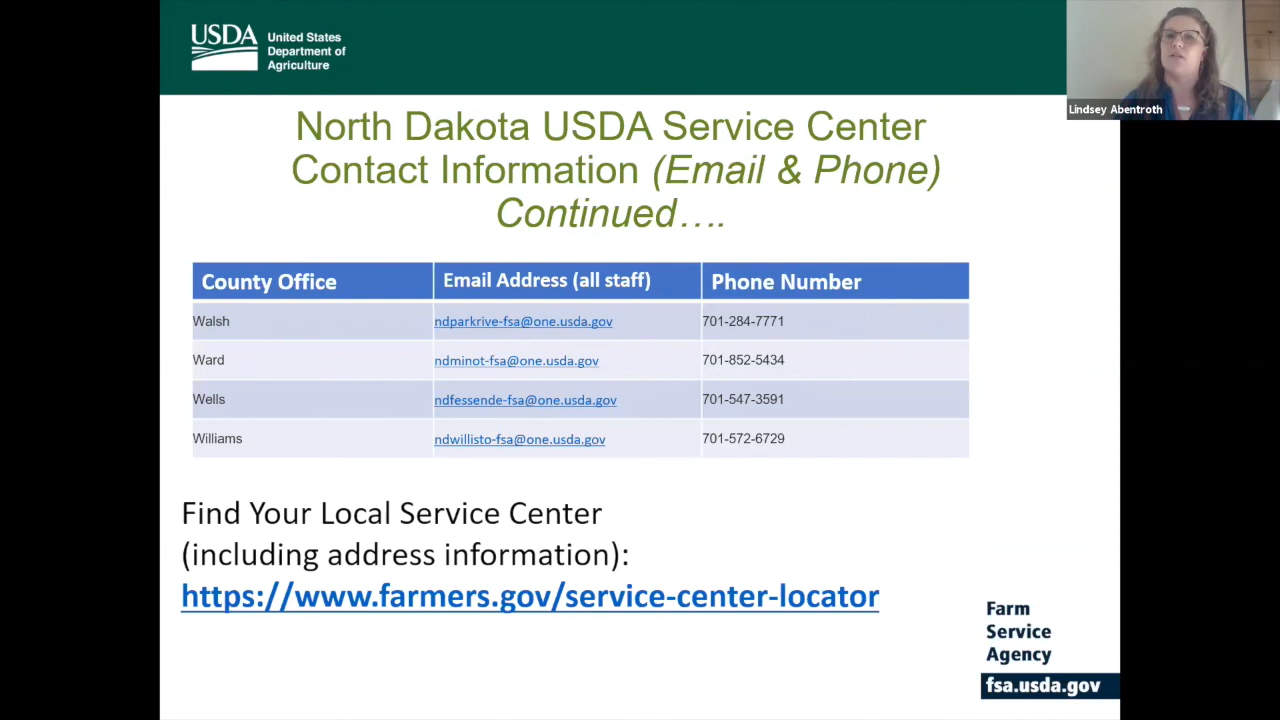 USDA
United States
Department of
Agriculture
Lindsey Abentroth
North Dakota USDA Service Center
Contact Information (Email & Phone)
Continued….
County Office Email Address (all staff) Phone Number
Walsh ndparkrive-fsa@one.usda.gov 701-284-7771
Ward ndminot-fsa@one.usda.gov 701-852-5434
Wells ndfessende-fsa@one.usda.gov 701-547-3591
Williams ndwillisto-fsa@one.usda.gov 701-572-6729
Find Your Local Service Center
(including address information):
https://www.farmers.gov/service-center-locator
Farm
Service
Agency
fsa.usda.gov